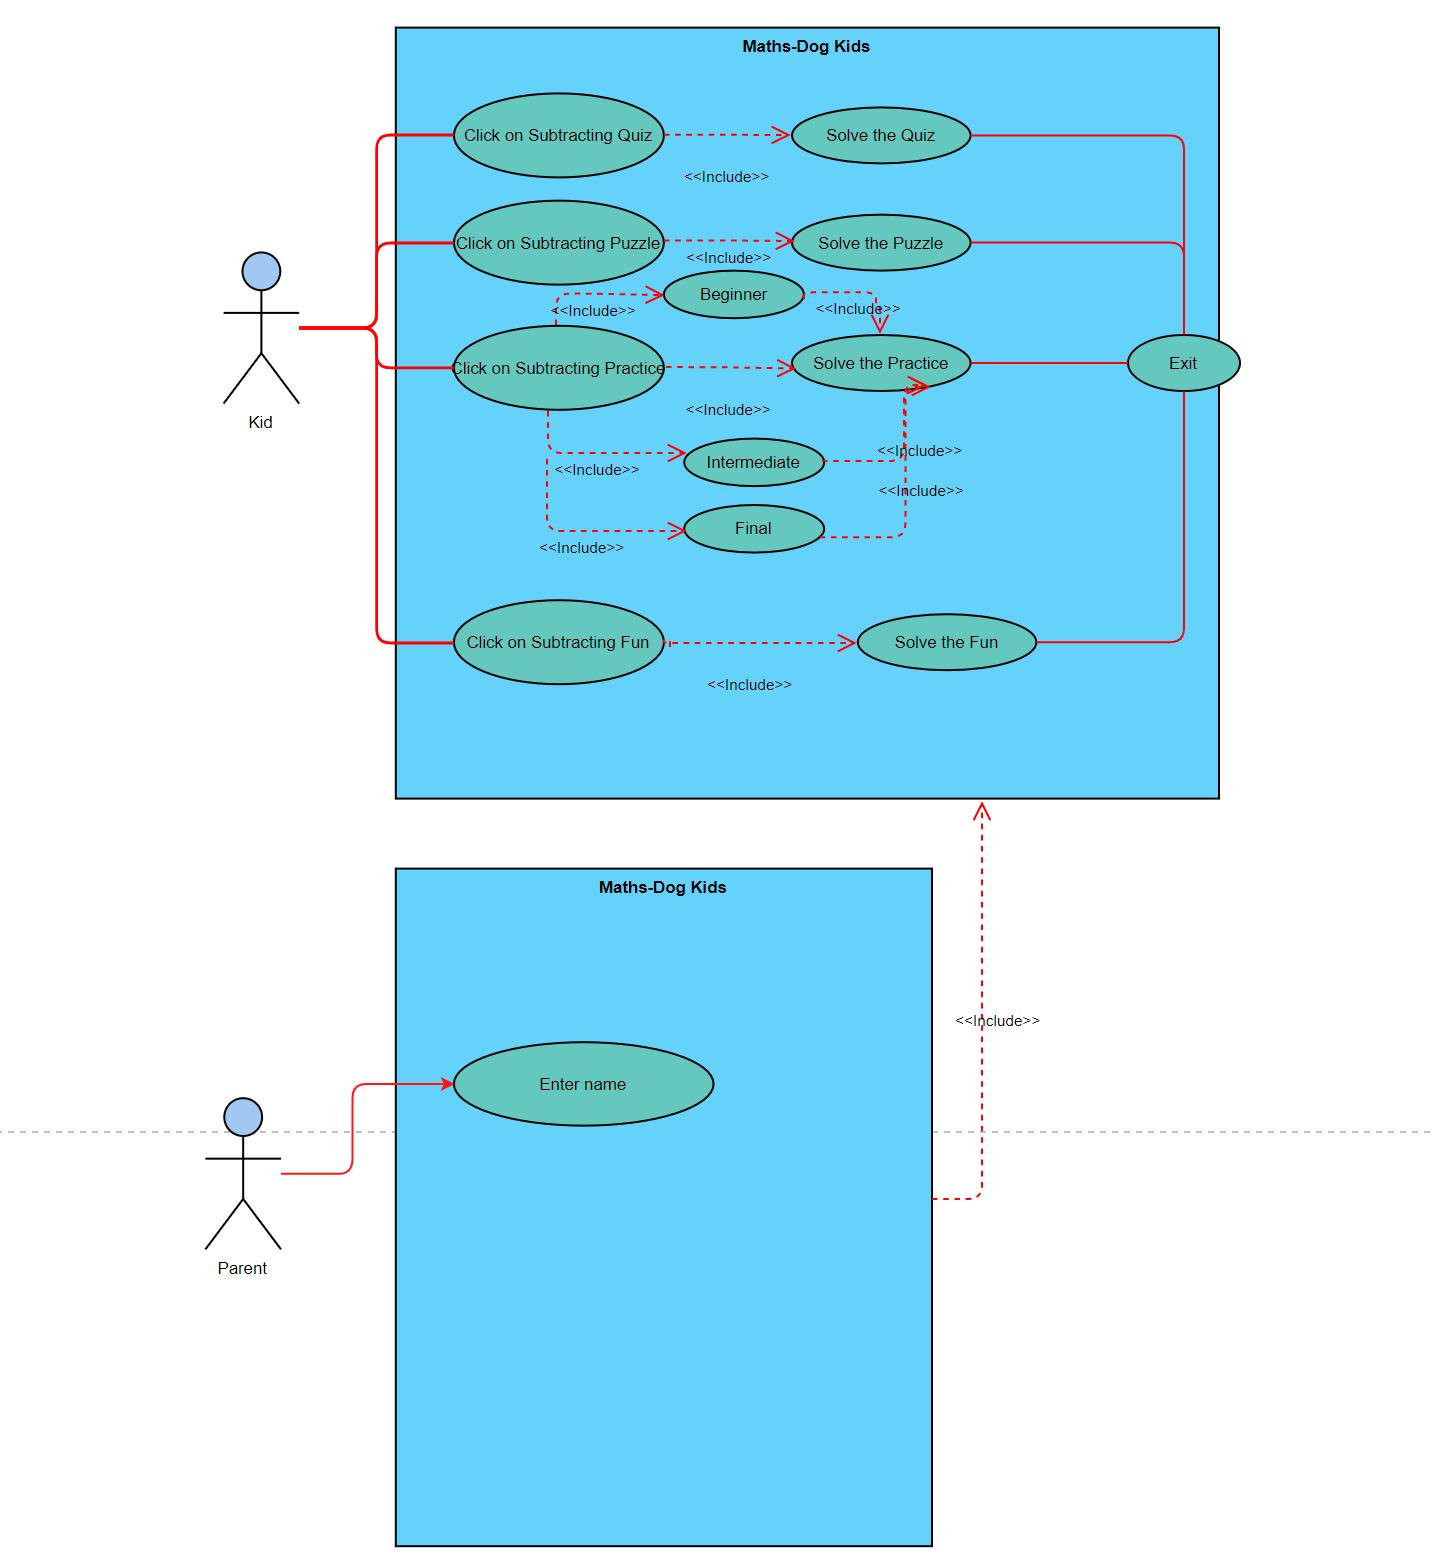 Maths-Dog Kids
Click on Subtracting Quiz
Solve the Quiz
<<Include>>
Click on Subtracting Puzzle
Solve the Puzzle
<<Include>>
Beginner
<<Include>>
<<Include>>
Click on Subtracting Practice
Solve the Practice
Exit
<<Include>>
Kid
<<Include>>
Intermediate
<<Include>>
<<Include>>
Final
<<Include>>
Click on Subtracting Fun
Solve the Fun
<<Include>>
Maths-Dog Kids
<<Include>>
Enter name
Parent